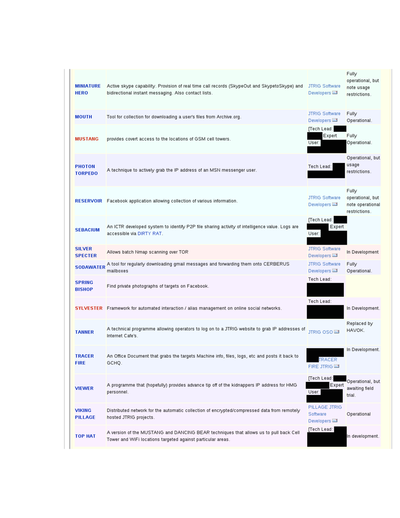 MINIATURE HERO
Active skype capability. Provision of real time call records (SkypeOut and SkypetoSkype) and
bidirectional instant messaging. Also contact lists.
JTRIG Software
Developers
Fully
operational, but
note usage
restrictions.
MOUTH
Tool for collection for downloading a user's files from Archive.org.
JTRIG Software
Developers
Fully
Operational.
MUSTANG
provides covert access to the locations of GSM cell towers.
[Tech Lead:
Expert
User:
Fully
Operational.
PHOTON
TORPEDO
A technique to actively grab the IP address of an MSN messenger user.
Tech Lead:
Operational, but
usage
restrictions.
RESERVOIR
Facebook application allowing collection of various information.
JTRIG Software
Developers
Fully
operational, but
note operational
restrictions.
SEBACIUM
An ICTR developed system to identify P2P file sharing activity of intelligence value. Logs are
accessible via DIRTY RAT.
[Tech Lead:
Expert
User:
SILVER
SPECTER
Allows batch Nmap scanning over TOR
JTRIG Software
Developers
In Development
SODAWATER
A tool for regularly downloading gmail messages and forwarding them onto CERBERUS
mailboxes
JTRIG Software
Developers
Fully
Operational.
SPRING
BISHOP
Find private photographs of targets on Facebook.
Tech Lead:
SYLVESTER
Framework for automated interaction / alias management on online social networks.
Tech Lead:
In Development.
TANNER
A technical programme allowing operators to log on to a JTRIG website to grab IP addresses of
Internet Cafe's.
JTRIG OSO
Replaced by
HAVOK.
TRACER
FIRE
An Office Document that grabs the targets Machine info, files, logs, etc and posts it back to
GCHQ.
TRACER
FIRE JTRIG
In Development.
VIEWER
A programme that (hopefully) provides advance tip off of the kidnappers IP address for HMG
personnel.
[Tech Lead:
Expert
User:
Operational, but
awaiting field
trial.
VIKING
PILLAGE
Distributed network for the automatic collection of encrypted/compressed data from remotely
hosted JTRIG projects.
PILLAGE JTRIG
Software
Developers
Operational
TOP HAT
A version of the MUSTANG and DANCING BEAR techniques that allows us to pull back Cell
Tower and WiFi locations targeted against particular areas.
[Tech Lead:
In development.